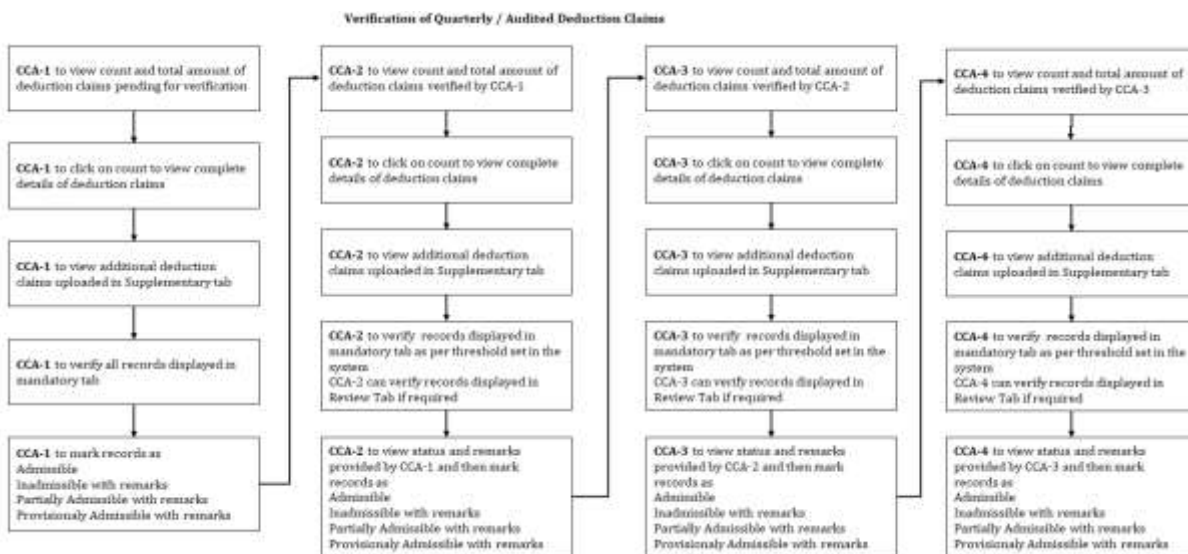 Verification of Quarterly / Audited Deduction Claims
CCA-1 to view count and total amount of
deduction claims pending for verification
CCA-1 to click on count to view complete
details of deduction claims
CCA-1 to view additional deduction
claims uploaded in Supplementary tab
CCA-1 to verify all records displayed in
mandatory tab
CCA-1 to mark records as
Admissible
Inadmissible with remarks
Partially Admissible with remarks
Provisionaly Admissible with remarks
CCA-2 to view count and total amount of
deduction claims verified by CCA-1
CCA-2 to click on count to view complete
details of deduction claims
CCA-2 to view additional deduction
claims uploaded in Supplementary tab
CCA-2 to verify records displayed in
mandatory tab as per threshold set in the
system
CCA-2 can verify records displayed in
Review Tab if required
CCA-2 to view status and remarks
provided by CCA-1 and then mark
records as
Admissible
Inadmissible with remarks
Partially Admissible with remarks
Provisionaly Admissible with remarks
CCA-3 to view count and total amount of
deduction claims verified by CCA-2
CCA-3 to click on count to view complete
details of deduction claims
CCA-3 to view additional deduction
claims uploaded in Supplementary tab
CCA-3 to verify records displayed in
mandatory tab as per threshold set in the
system
CCA-3 can verify records displayed in
Review Tab if required
CCA-3 to view status and remarks
provided by CCA-2 and then mark
records as
Admissible
Inadmissible with remarks
Partially Admissible with remarks
Provisionaly Admissible with remarks
CCA-4 to view count and total amount of
deduction claims verified by CCA-3
CCA-4 to click on count to view complete
details of deduction claims
CCA-4 to view additional deduction
claims uploaded in Supplementary tab
CCA-4 to verify records displayed in
mandatory tab as per threshold set in the
system
CCA-4 can verify records displayed in
Review Tab if required
CCA-4 to view status and remarks
provided by CCA-3 and then mark
records as
Admissible
Inadmissible with remarks
Partially Admissible with remarks
Provisionaly Admissible with remarks